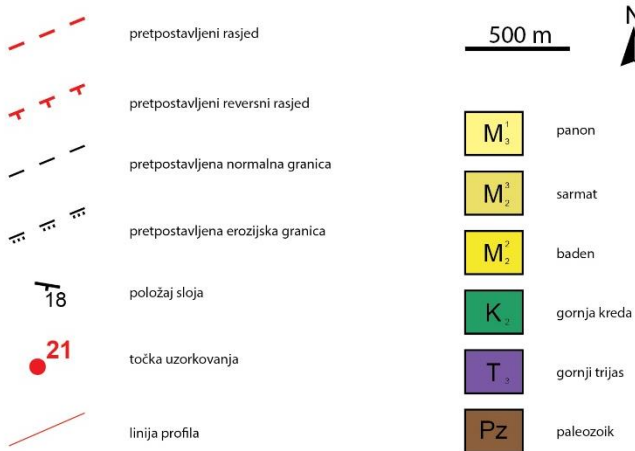 pretpostavljeni rasjed
pretpostavljeni reversni rasjed
pretpostavljena normalna granica
pretpostavljena erozijska granica
18 položaj sloja
21 točka uzorkovanja
linija profila
500 m
N
M 1 3 panon
M 3 2 sarmat
M 2 2 baden
K 2 gornja kreda
T 3 gornji trijas
Pz paleozoik